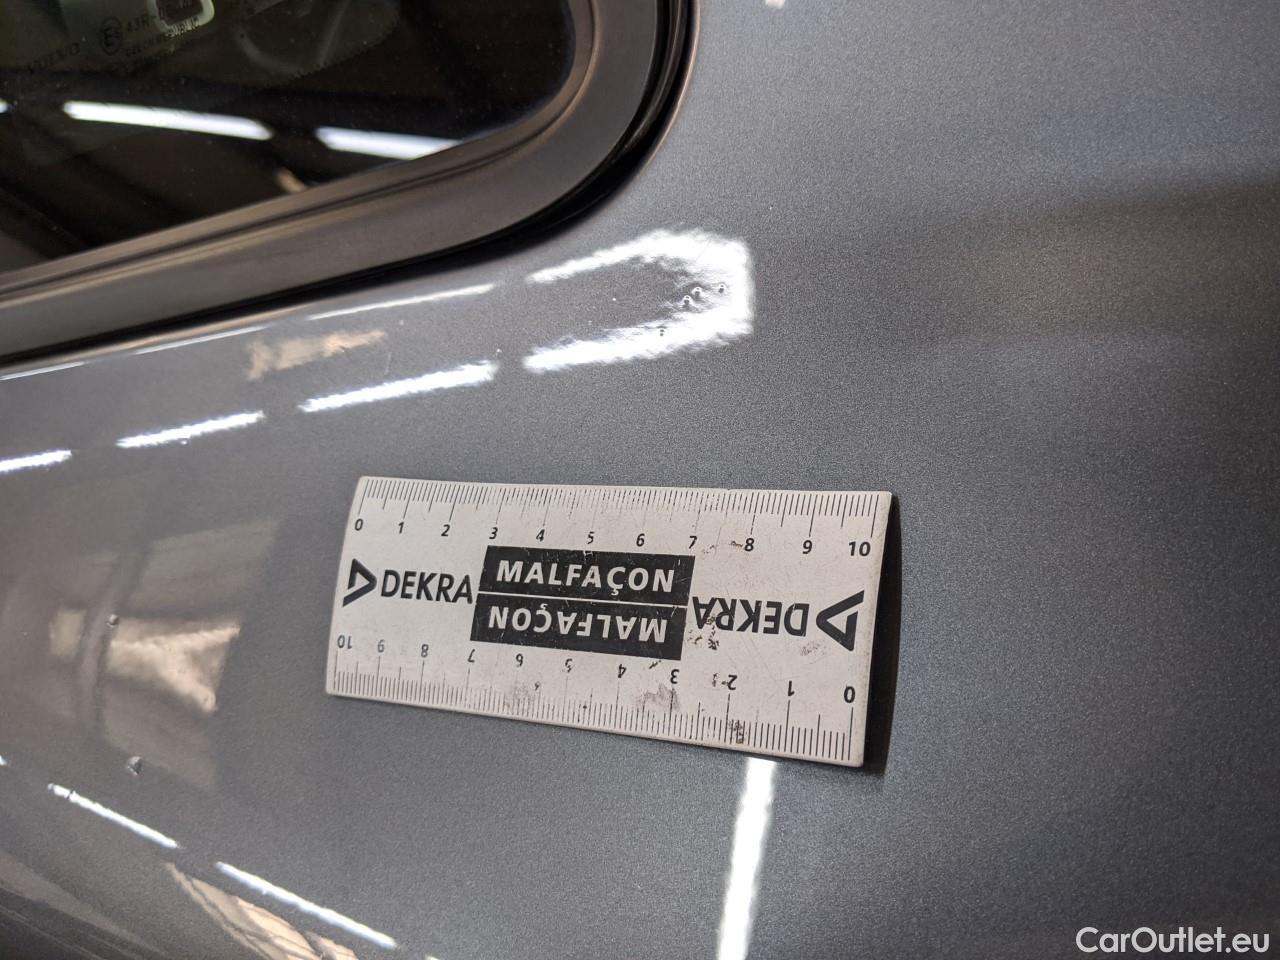 43R-
0 1 2 3 4 5 6 7 8 9 10
DEKRA MALFAÇON DEKRA
MALFAÇON
10 9 8 7 6 5 4 3 2 1 0
CarOutlet.eu